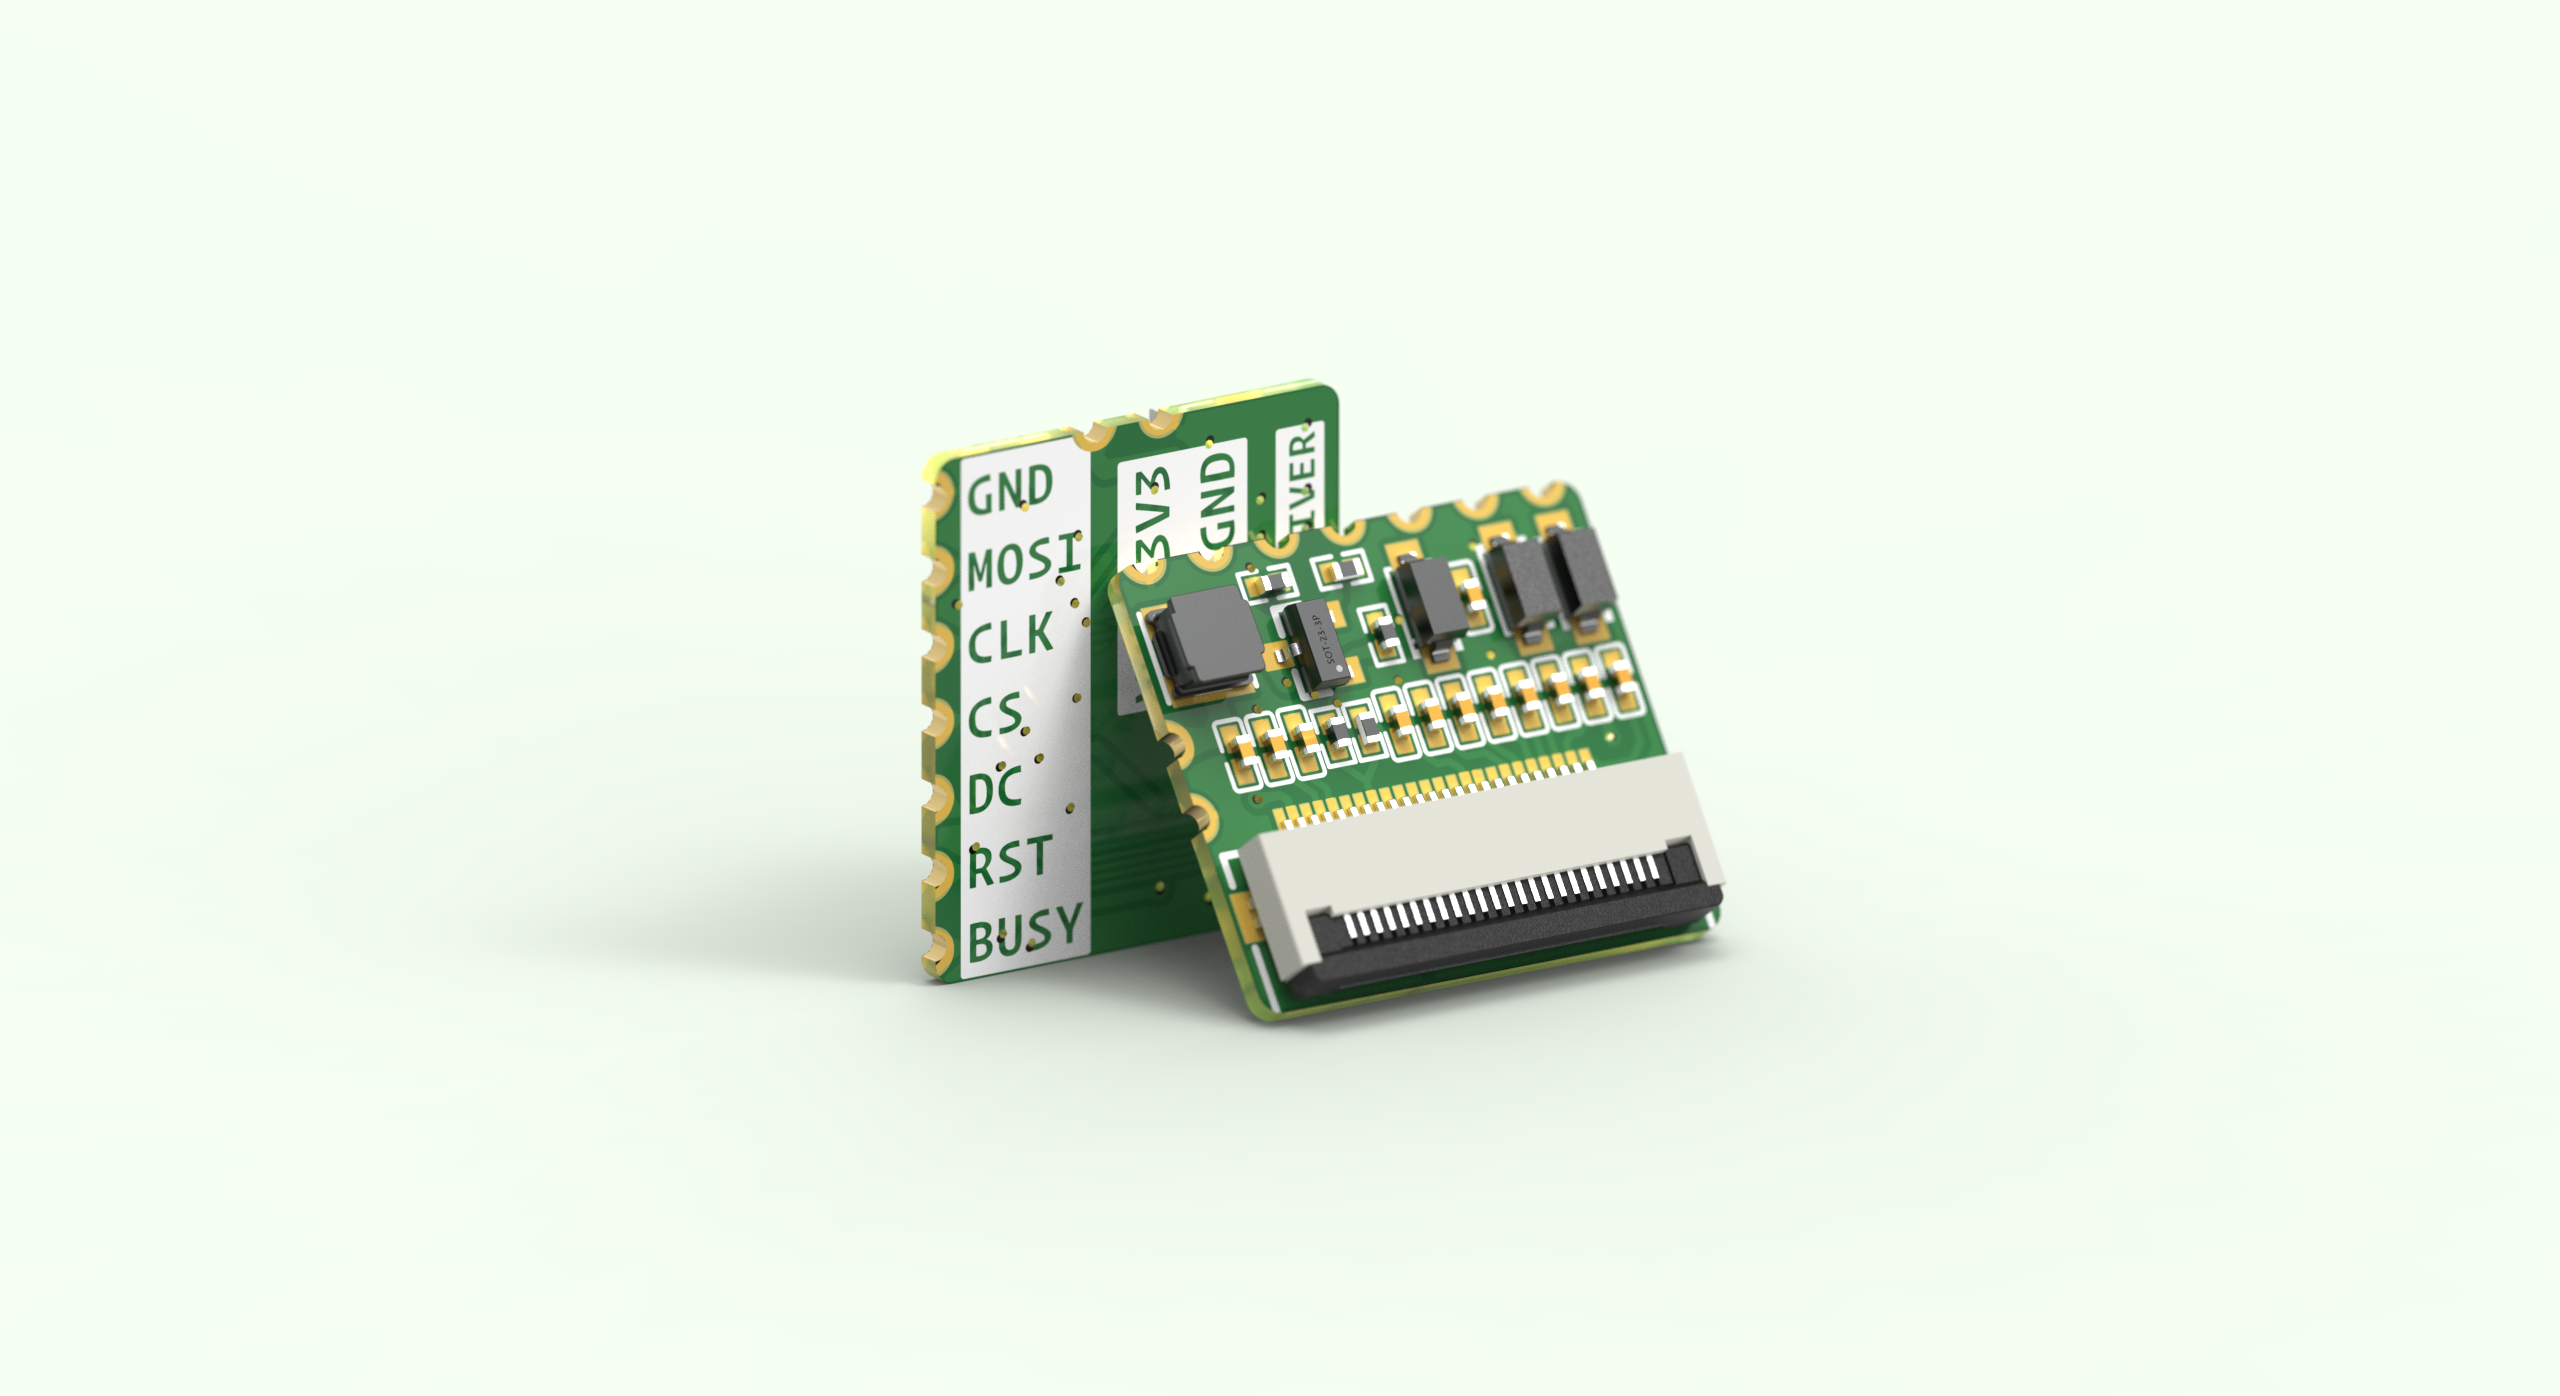 GND
MOSI
CLK
CS
DC
RST
BUSY
3V3
GND
SOT-23-3P